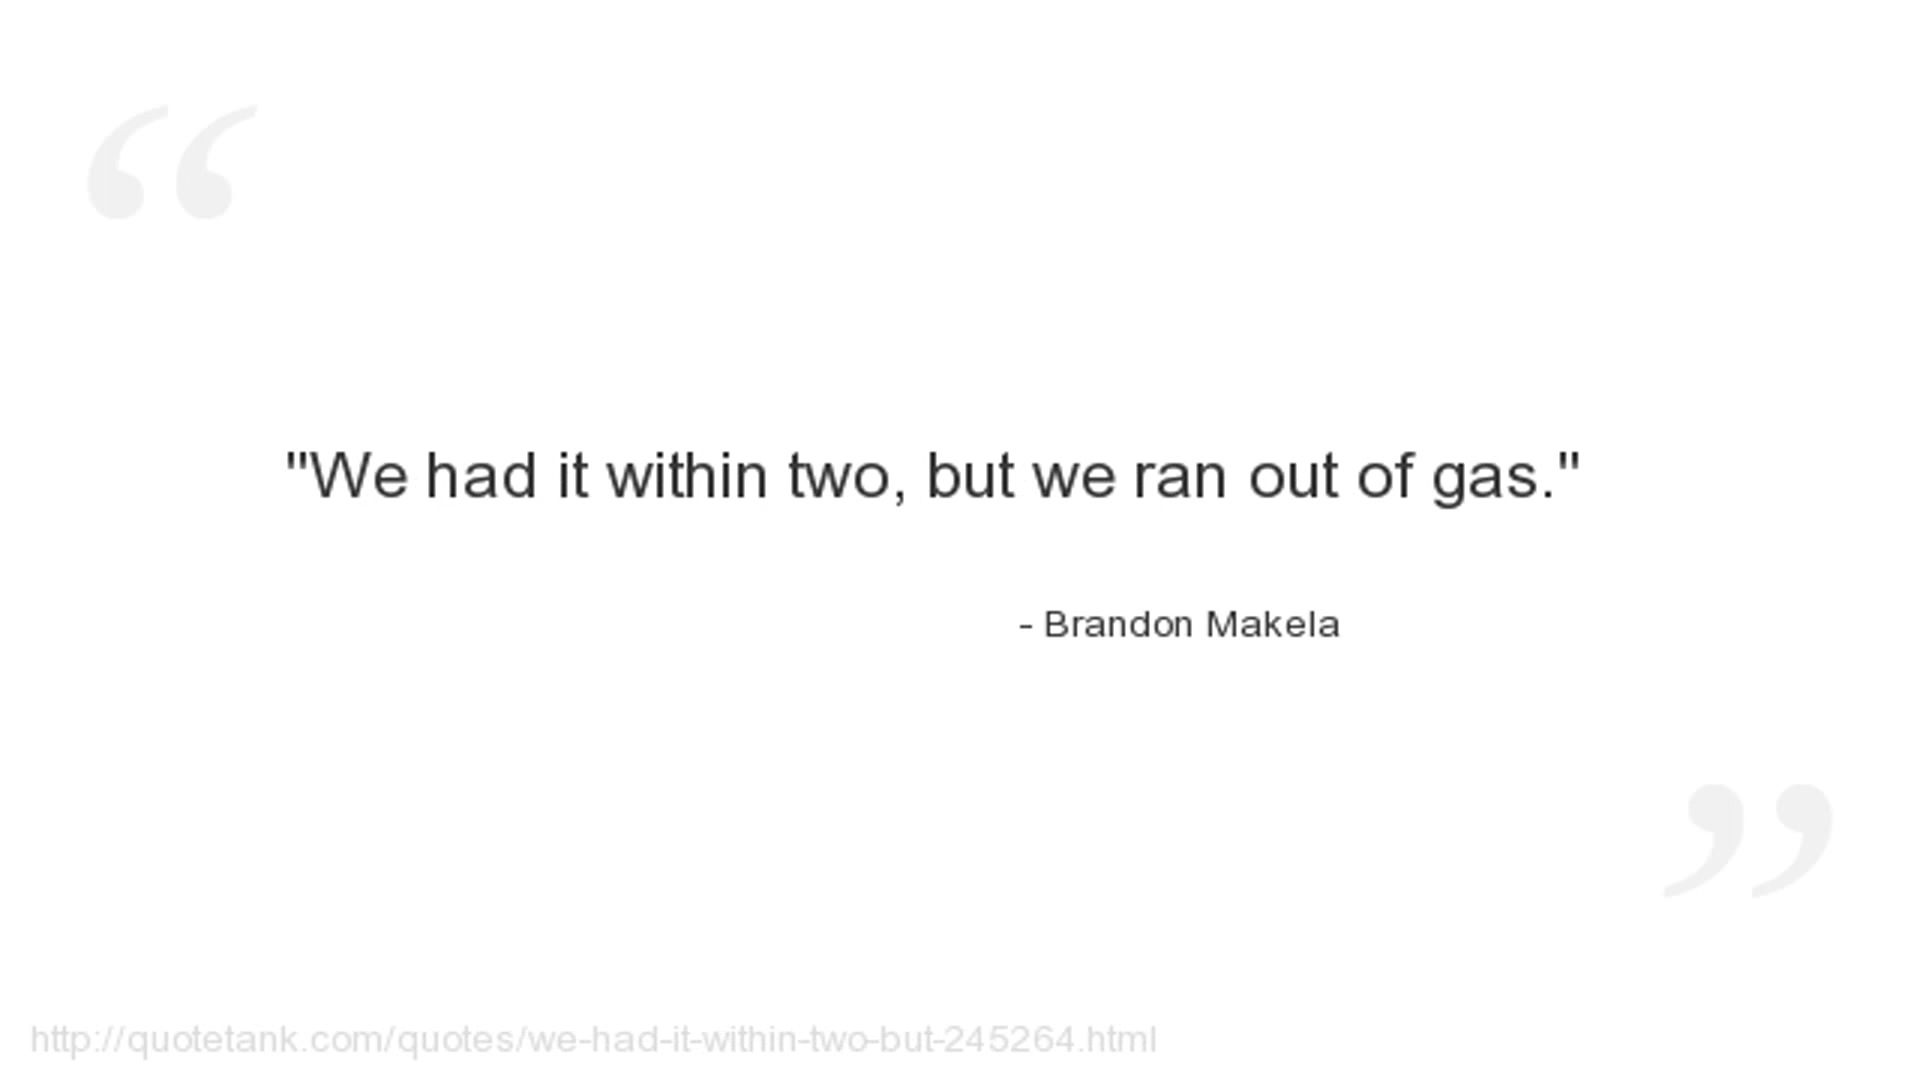 "We had it within two, but we ran out of gas."
- Brandon Makela
http://quotetank.com/quotes/we-had-it-within-two-but-245264.html